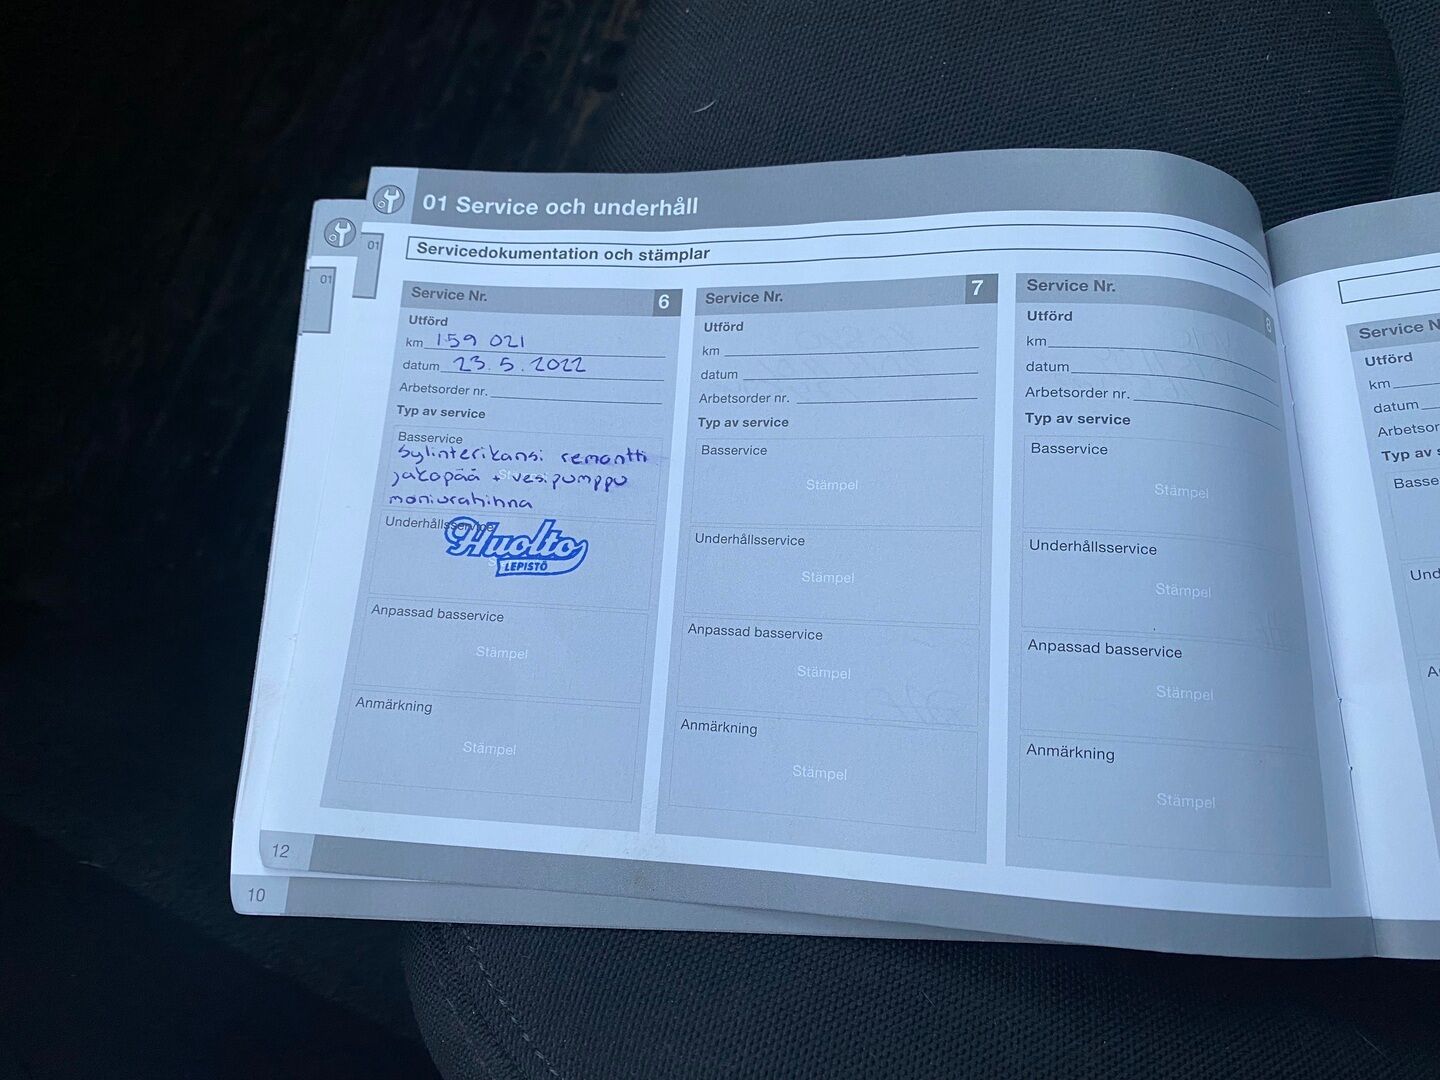 01 Service och underhåll
01
01
Servicedokumentation och stämplar
Service Nr. 6
Utförd
km 159 021
datum 23.5.2022
Arbetsorder nr.
Typ av service
Basservice
Sylinterikansi remontti
jakopää + vesipumppu
moniurahihna
Underhållsservice
Huolto
LEPISTÖ
Anpassad basservice
Stämpel
Anmärkning
Stämpel
Service Nr. 7
Utförd
km
datum
Arbetsorder nr.
Typ av service
Basservice
Stämpel
Underhållsservice
Stämpel
Anpassad basservice
Stämpel
Anmärkning
Stämpel
Service Nr. 8
Utförd
km
datum
Arbetsorder nr.
Typ av service
Basservice
Stämpel
Underhållsservice
Stämpel
Anpassad basservice
Stämpel
Anmärkning
Stämpel
Service N
Utförd
km
datum
Arbetsor
Typ av s
Basse
Und
A
12
10